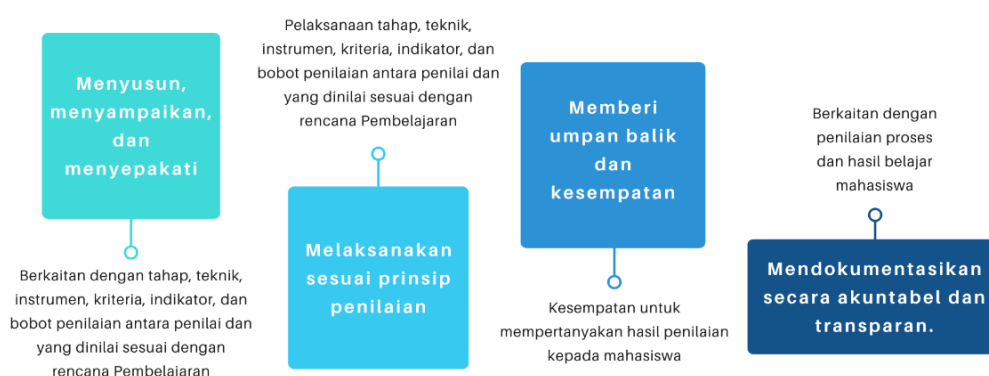 Menyusun,
menyampaikan,
dan
menyepakati
Berkaitan dengan tahap, teknik,
instrumen, kriteria, indikator, dan
bobot penilaian antara penilai dan
yang dinilai sesuai dengan
rencana Pembelajaran
Pelaksanaan tahap, teknik,
instrumen, kriteria, indikator, dan
bobot penilaian antara penilai dan
yang dinilai sesuai dengan
rencana Pembelajaran
Melaksanakan
sesuai prinsip
penilaian
Memberi
umpan balik
dan
kesempatan
Kesempatan untuk
mempertanyakan hasil penilaian
kepada mahasiswa
Berkaitan dengan
penilaian proses
dan hasil belajar
mahasiswa
Mendokumentasikan
secara akuntabel dan
transparan.